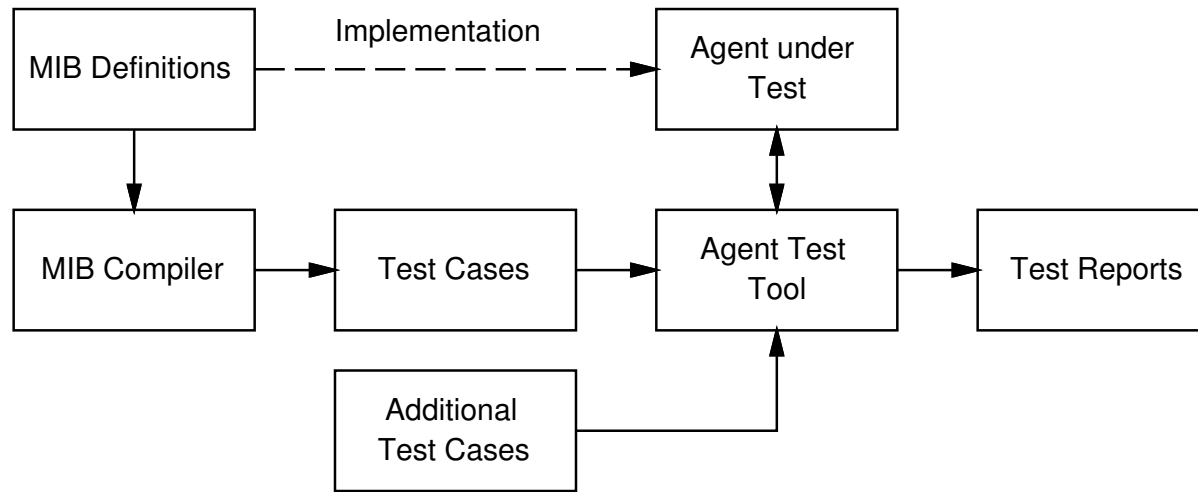 Implementation
MIB Definitions
Agent under
Test
MIB Compiler
Test Cases
Agent Test
Tool
Test Reports
Additional
Test Cases